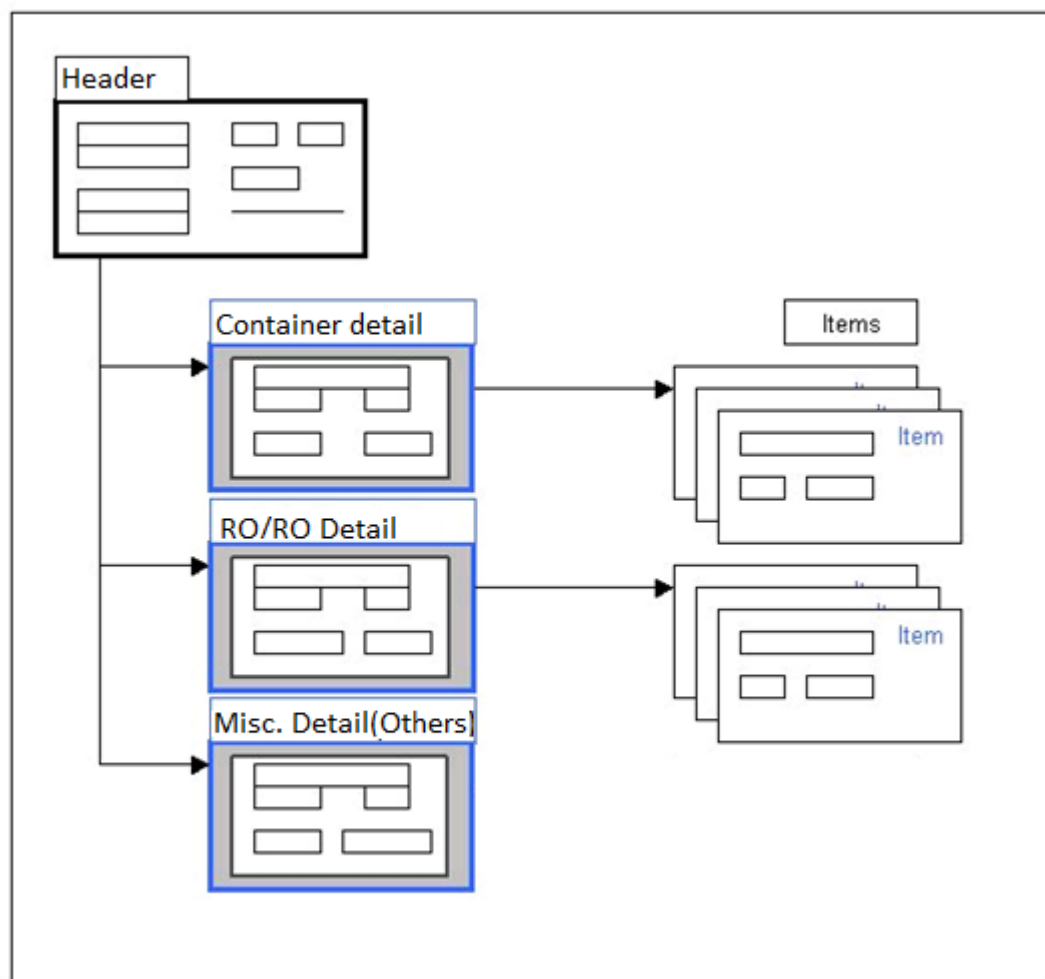 Header
Container detail
Items
Item
RO/RO Detail
Item
Misc. Detail(Others)